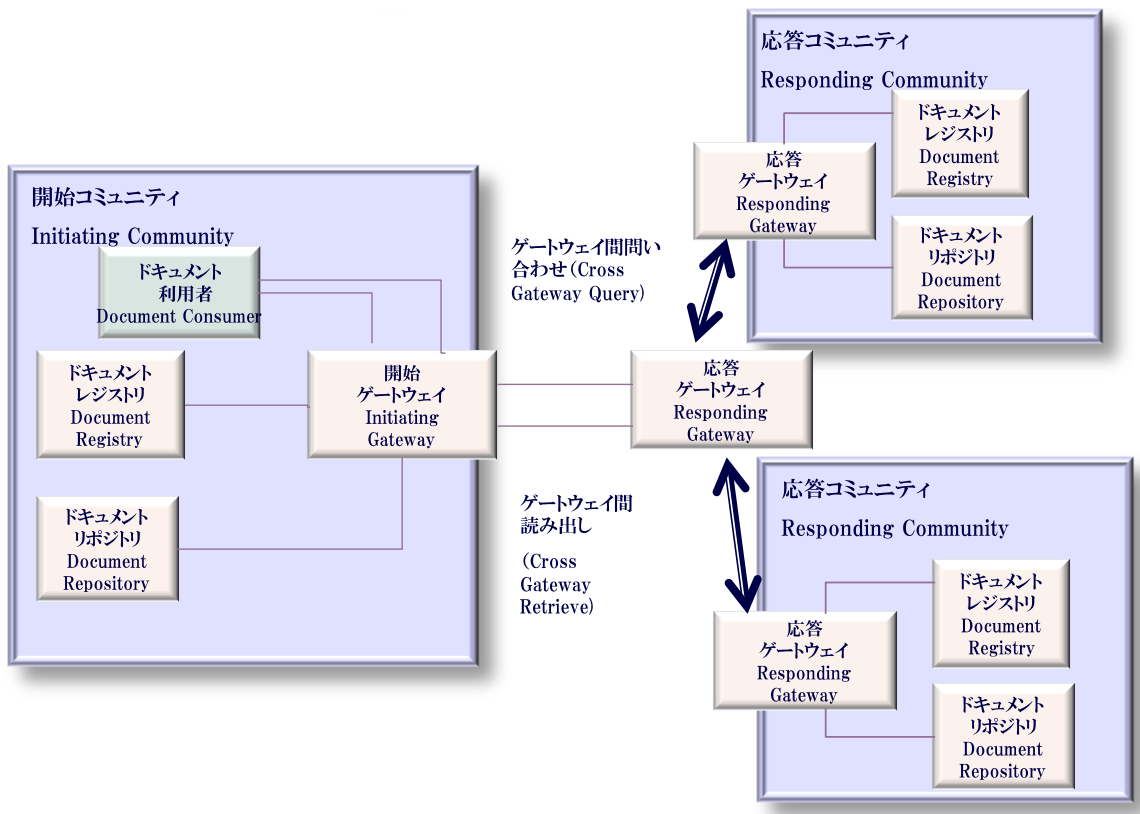 応答コミュニティ
Responding Community
ドキュメント
レジストリ
Document
Registry
応答
ゲートウェイ
Responding
Gateway
ドキュメント
リポジトリ
Document
Repository
開始コミュニティ
Initiating Community
ドキュメント
利用者
Document Consumer
ドキュメント
レジストリ
Document
Registry
開始
ゲートウェイ
Initiating
Gateway
ドキュメント
リポジトリ
Document
Repository
ゲートウェイ間問い
合わせ(Cross
Gateway Query)
応答
ゲートウェイ
Responding
Gateway
ゲートウェイ間
読み出し
(Cross
Gateway
Retrieve)
応答コミュニティ
Responding Community
ドキュメント
レジストリ
Document
Registry
応答
ゲートウェイ
Responding
Gateway
ドキュメント
リポジトリ
Document
Repository